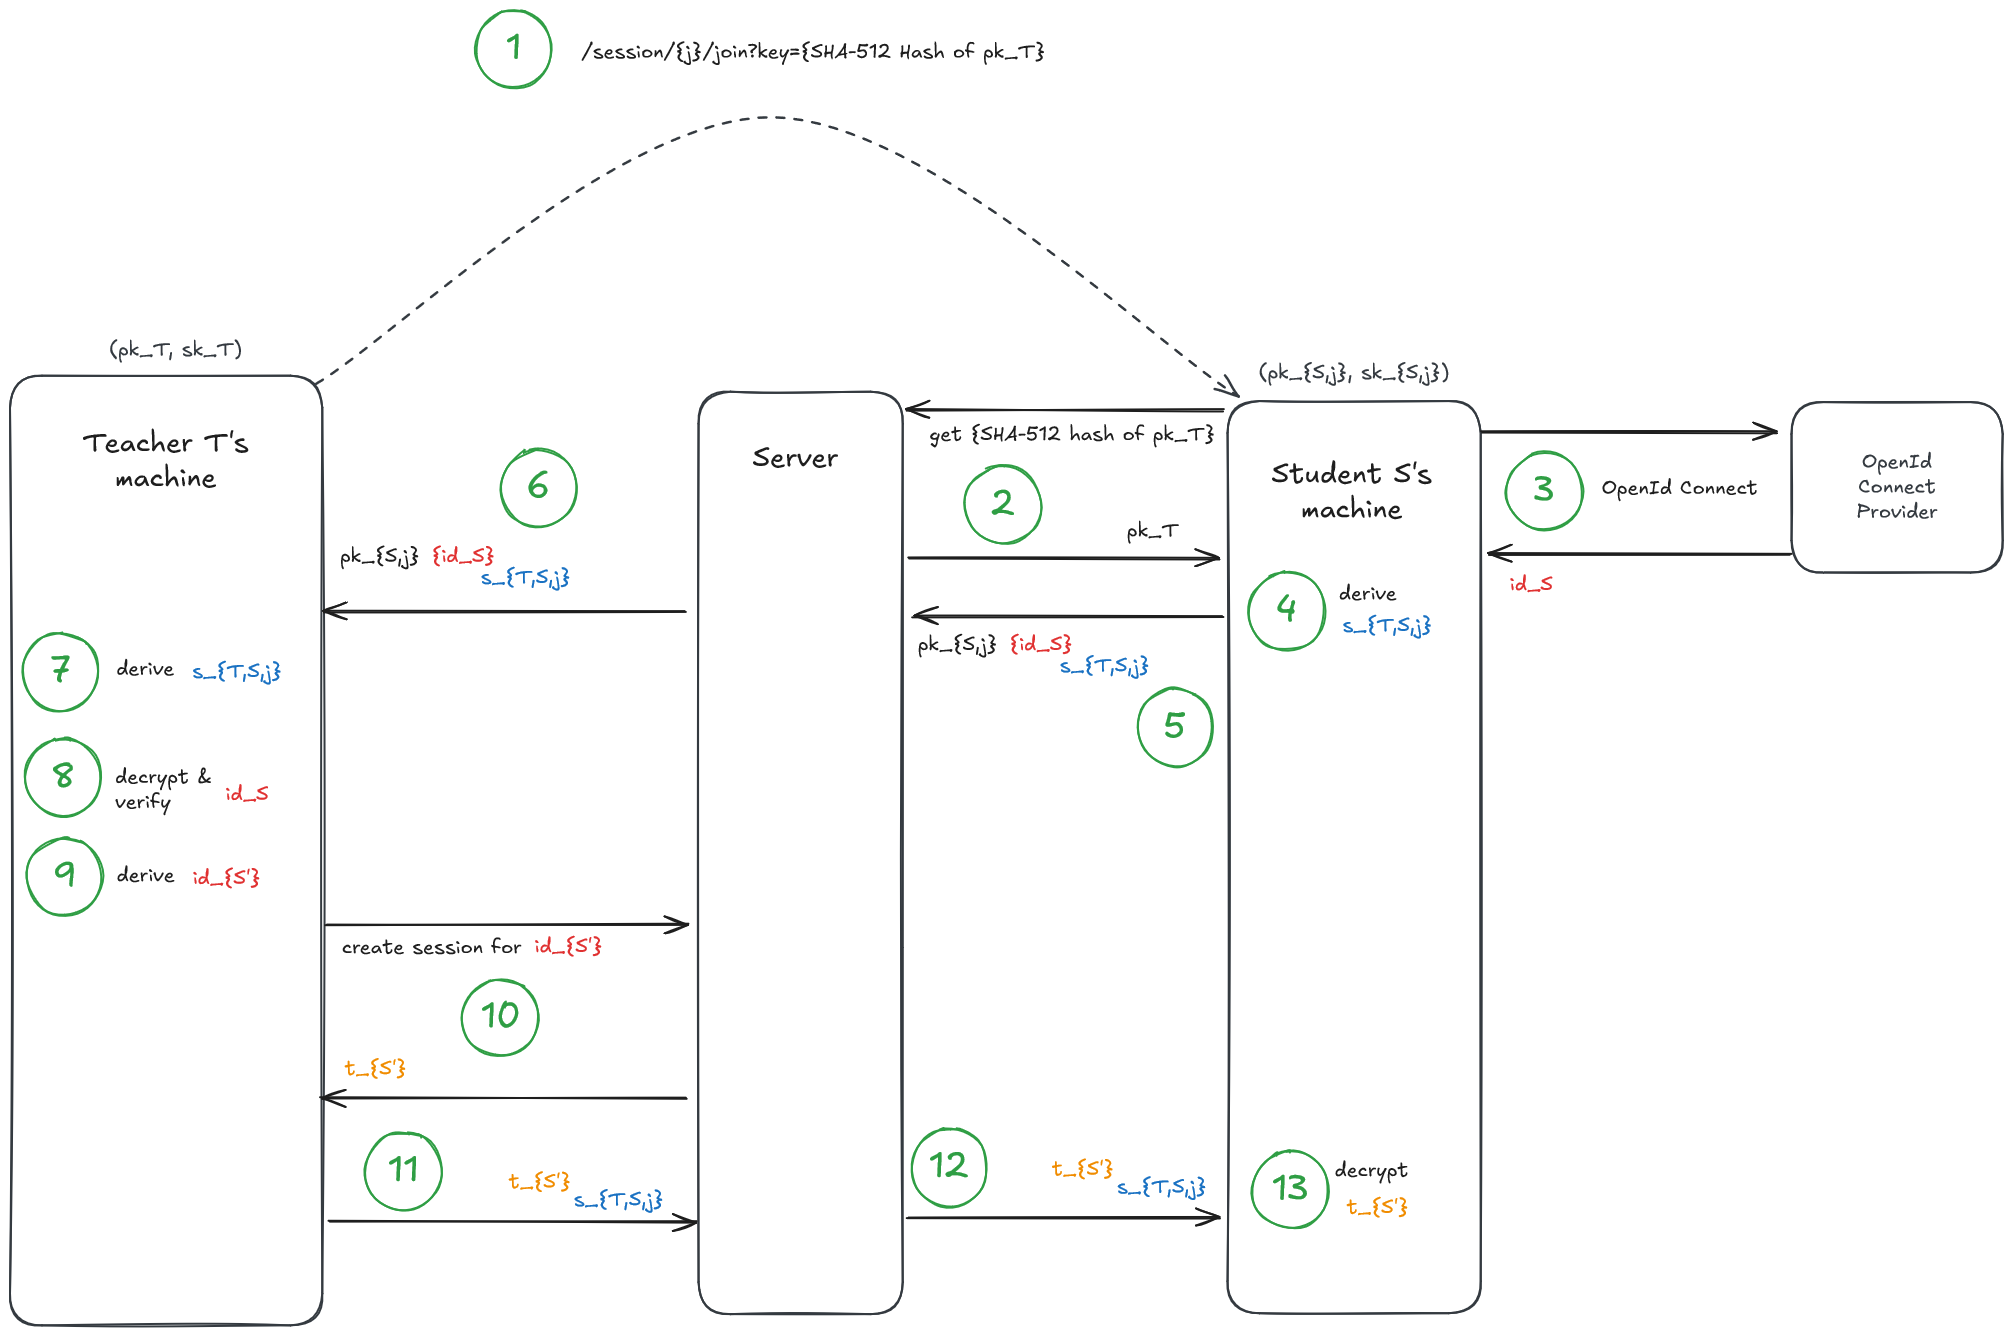 1
/session/{j}/join?key={SHA-512 Hash of pk_T}
(pk_T, sk_T)
(pk_{S,j}, sk_{S,j})
Teacher T's
machine
Server
get {SHA-512 hash of pk_T}
Student S's
machine
OpenId
Connect
Provider
6
2
3
OpenId Connect
pk_T
pk_{S,j} {id_S}
s_{T,S,j}
id_S
4
derive
s_{T,S,j}
pk_{S,j} {id_S}
s_{T,S,j}
7
derive s_{T,S,j}
5
8
decrypt &
verify
id_S
9
derive id_{S'}
create session for id_{S'}
10
t_{S'}
11
t_{S'}
s_{T,S,j}
12
t_{S'}
s_{T,S,j}
13
decrypt
t_{S'}